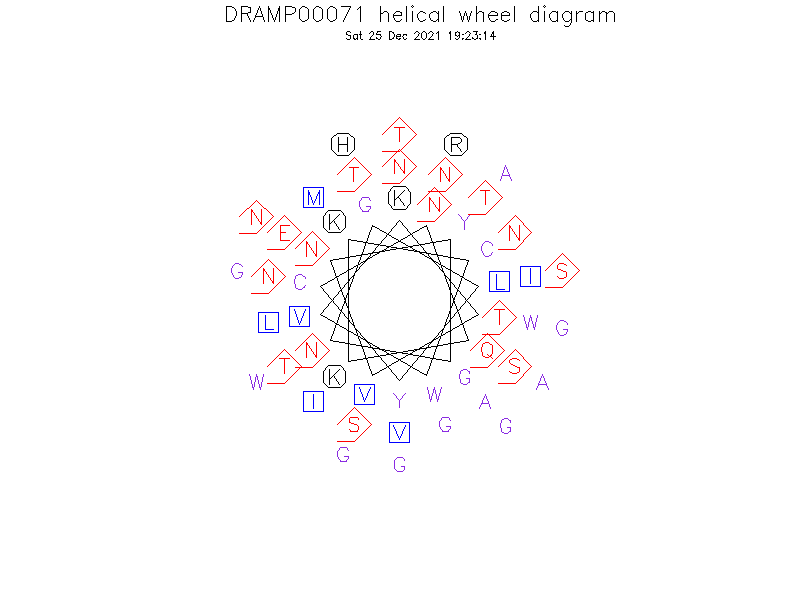 DRAMP00071 helical wheel diagram
Sat 25 Dec 2021 19:23:14
T
H R
N
T N A
M G K N T
N K Y
E N C N
G N C L I S
L V T W G
N Q
W T K G S A
I V Y W A
S V G G
G G